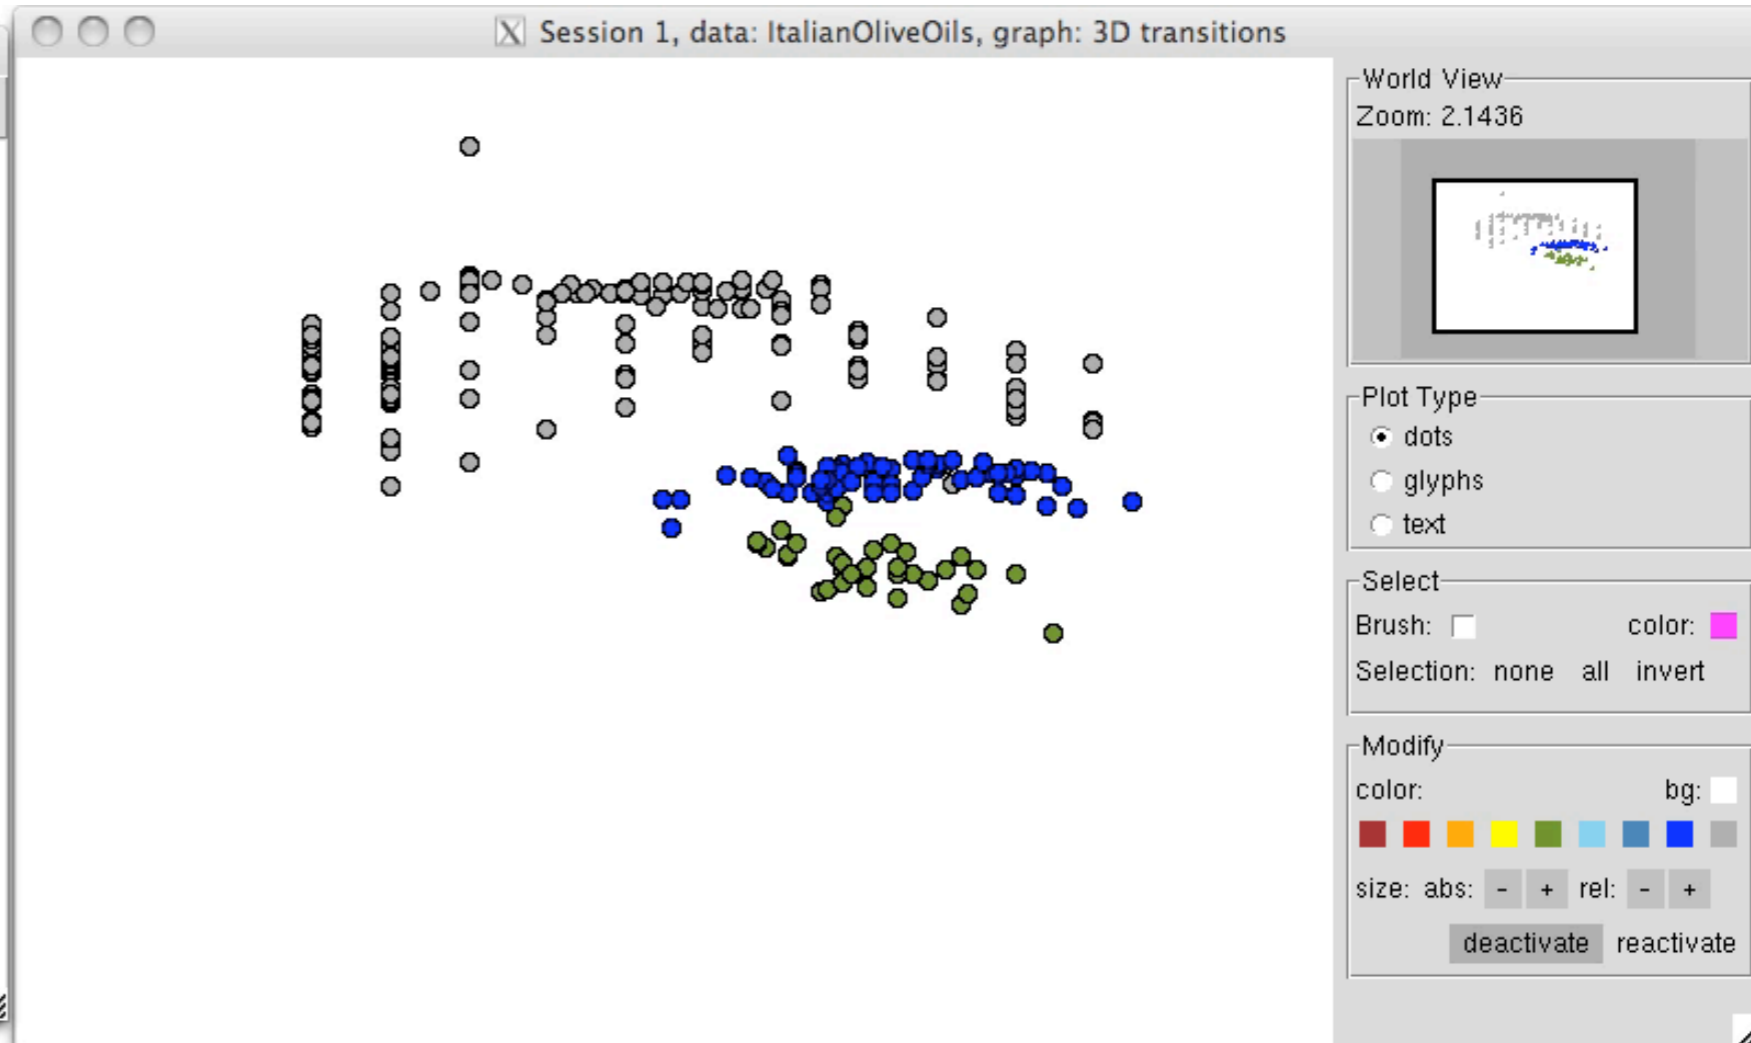 Session 1, data: ItalianOliveOils, graph: 3D transitions
World View
Zoom: 2.1436
Plot Type
dots
glyphs
text
Select
Brush: color:
Selection: none all invert
Modify
color: bg:
size: abs: - + rel: - +
deactivate reactivate